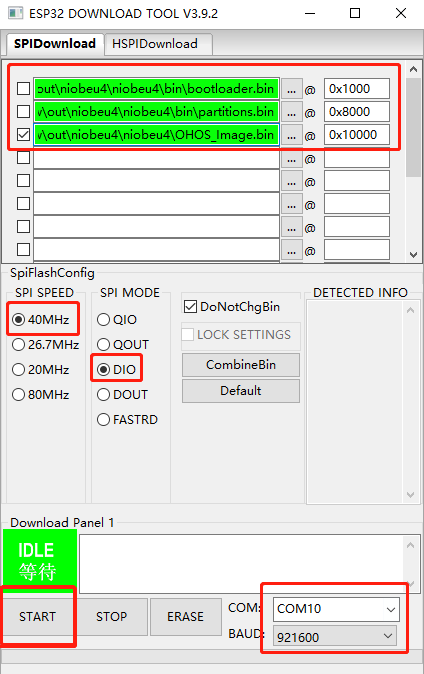 ESP32 DOWNLOAD TOOL V3.9.2
SPIDownload HSPIDownload
out\niobeu4\niobeu4\bin\bootloader.bin ... @ 0x1000
v\out\niobeu4\niobeu4\bin\partitions.bin ... @ 0x8000
v\out\niobeu4\niobeu4\OHOS_Image.bin ... @ 0x10000
... @
... @
... @
... @
... @
SpiFlashConfig
SPI SPEED
40MHz
26.7MHz
20MHz
80MHz
SPI MODE
QIO
QOUT
DIO
DOUT
FASTRD
DoNotChgBin
LOCK SETTINGS
CombineBin
Default
DETECTED INFO
Download Panel 1
IDLE
等待
START STOP ERASE
COM: COM10
BAUD: 921600